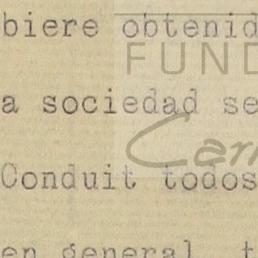 biere obtenid
FUND
a sociedad se
Conduit todos
en general, t